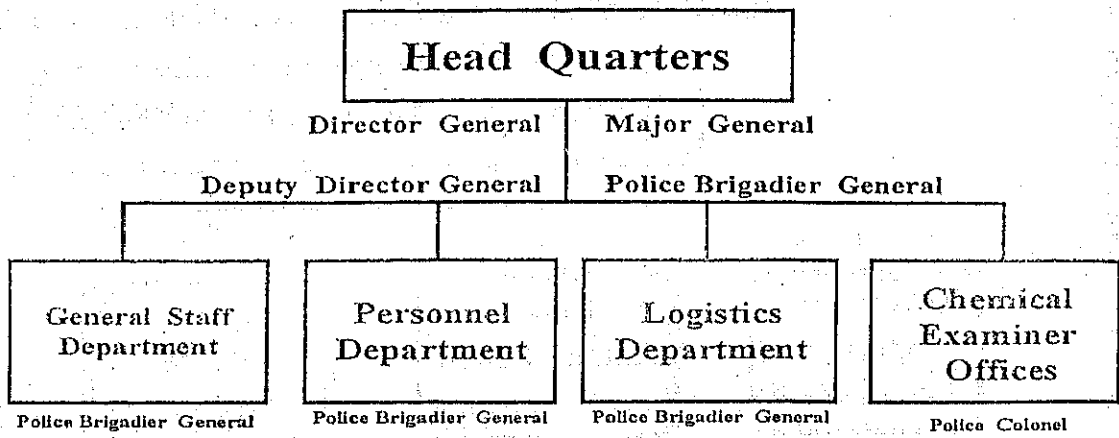 Head Quarters
Director General Major General
Deputy Director General Police Brigadier General
General Staff
Department
Police Brigadier General
Personnel
Department
Police Brigadier General
Logistics
Department
Police Brigadier General
Chemical
Examiner
Offices
Police Colonel